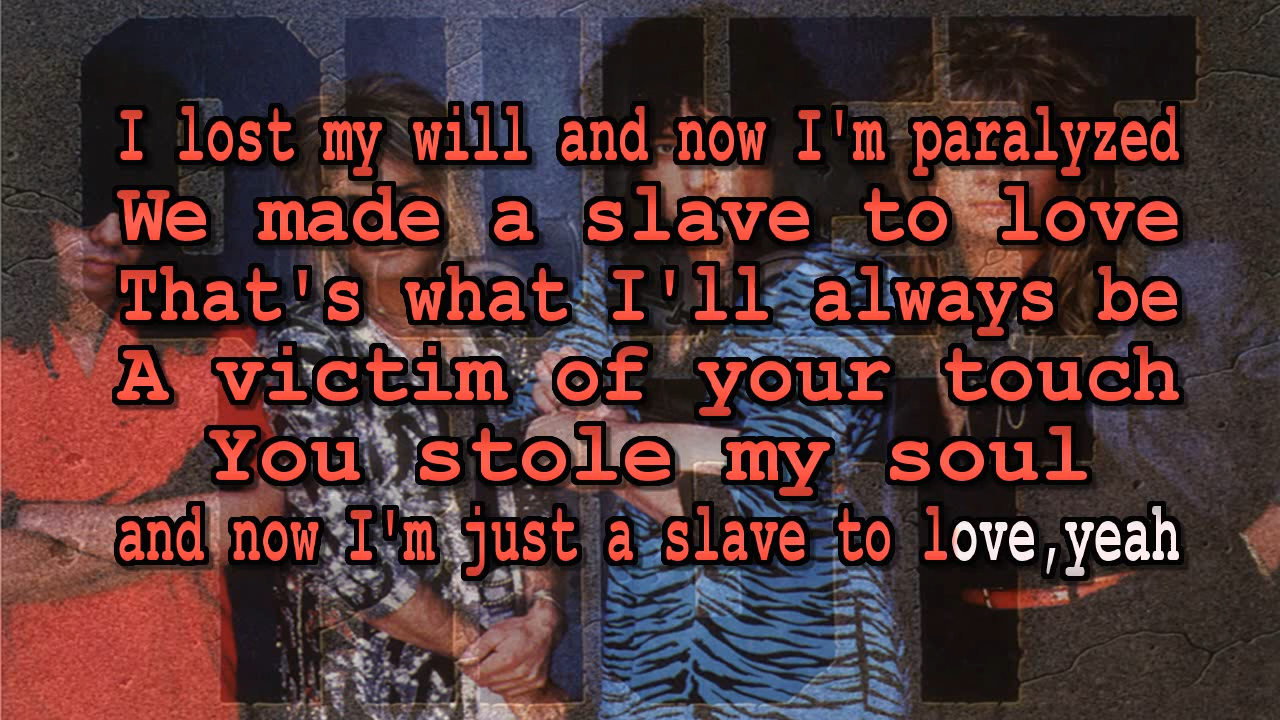 I lost my will and now I'm paralyzed
We made a slave to love
That's what I'll always be
A victim of your touch
You stole my soul
and now I'm just a slave to love,yeah